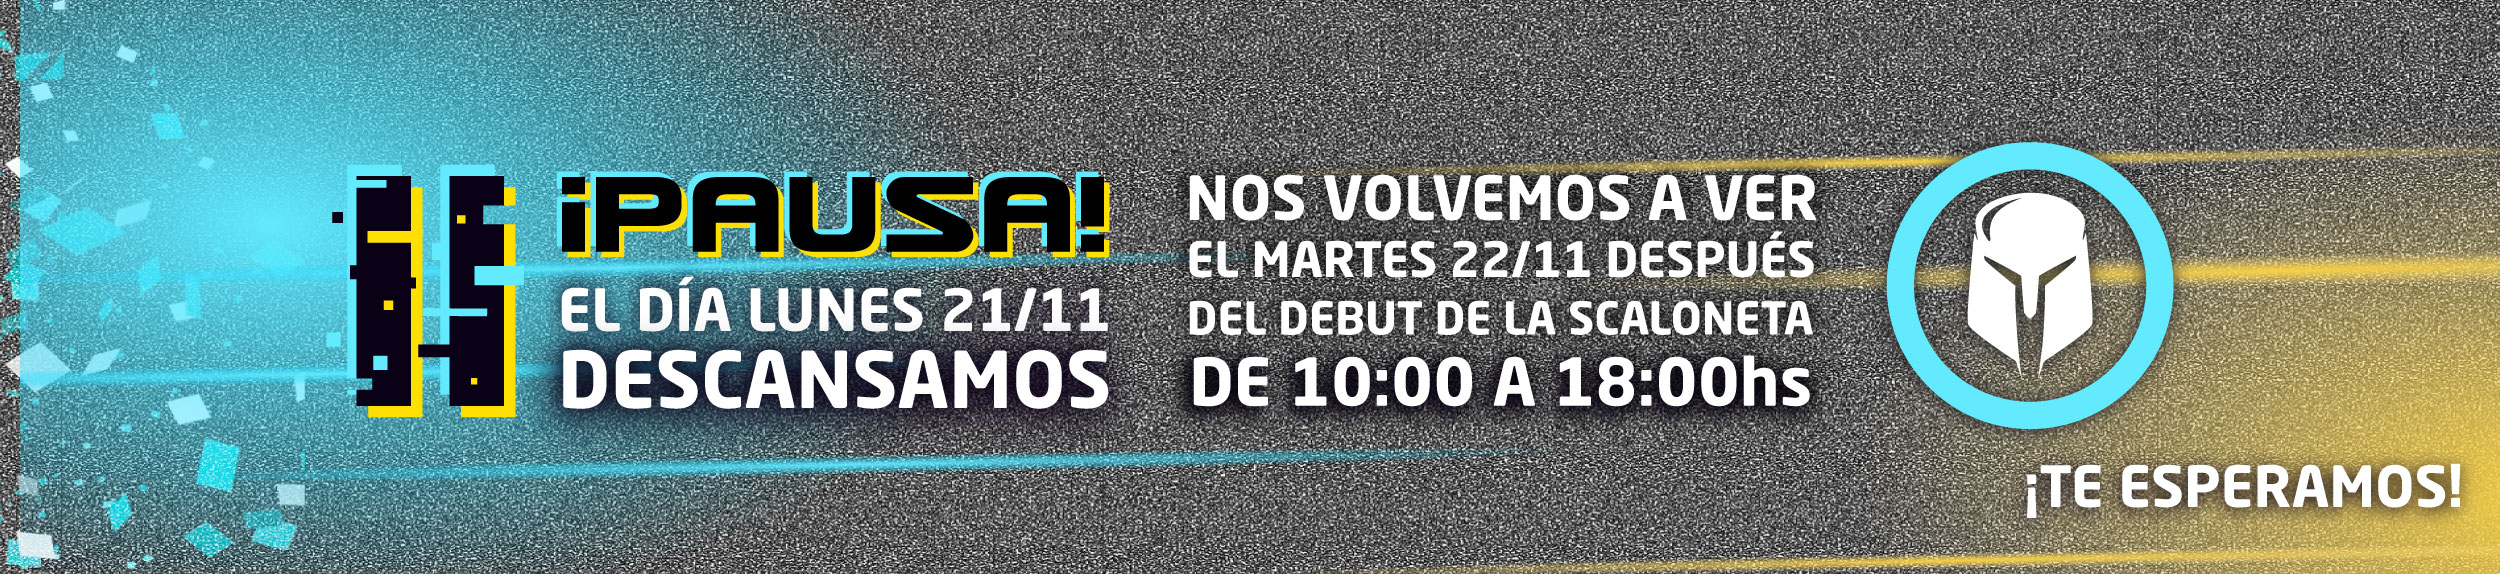 ¡PAUSA!
EL DÍA LUNES 21/11
DESCANSAMOS
NOS VOLVEMOS A VER
EL MARTES 22/11 DESPUÉS
DEL DEBUT DE LA SCALONETA
DE 10:00 A 18:00hs
¡TE ESPERAMOS!